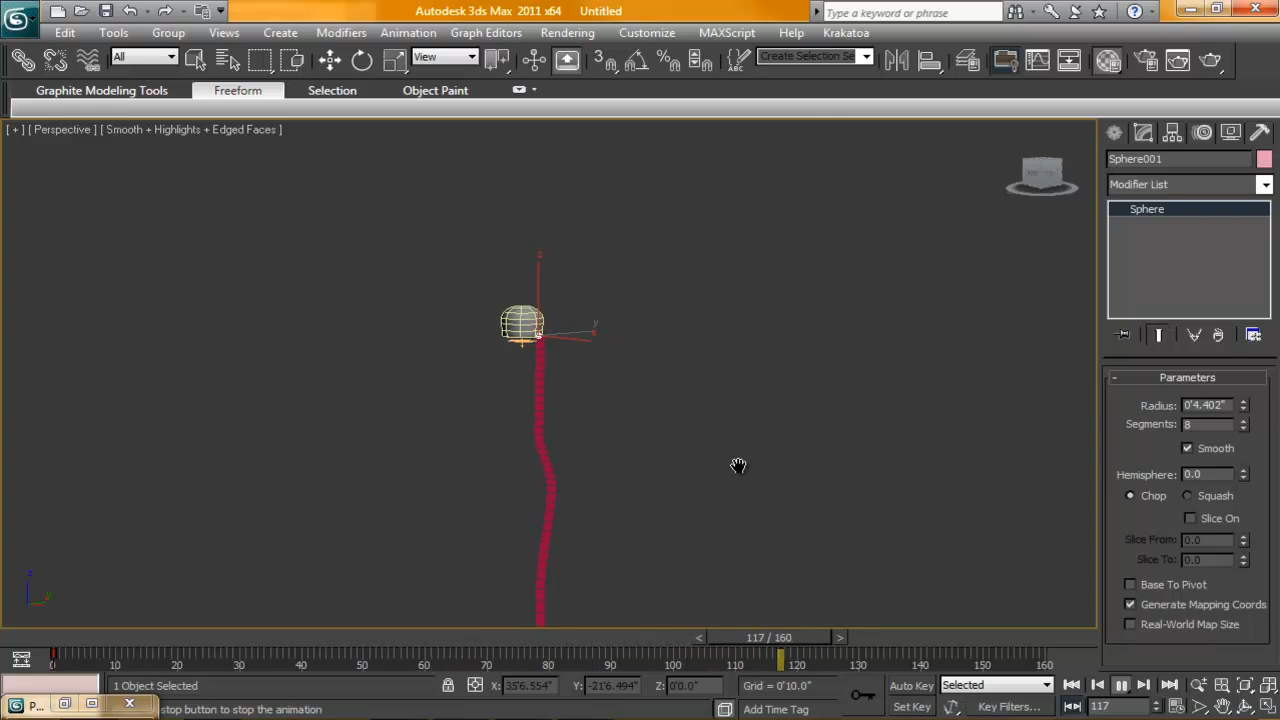 Autodesk 3ds Max 2011 x64 Untitled
Type a keyword or phrase
Edit Tools Group Views Create Modifiers Animation Graph Editors Rendering Customize MAXScript Help Krakatoa
All View 3 Create Selection Se
Graphite Modeling Tools Freeform Selection Object Paint
[ + ] [ Perspective ] [ Smooth + Highlights + Edged Faces ]
Sphere001
Modifier List
Sphere
z
y
x
- Parameters
Radius: 0'4.402"
Segments: 8
Smooth
Hemisphere: 0.0
Chop Squash
Slice On
Slice From: 0.0
Slice To: 0.0
Base To Pivot
Generate Mapping Coords
Real-World Map Size
z
< 117 / 160 >
0 10 20 30 40 50 60 70 80 90 100 110 120 130 140 150 160
1 Object Selected X: 35'6.554" Y: -21'6.494" Z: 0'0.0" Grid = 0'10.0" Auto Key Selected
P... stop button to stop the animation Add Time Tag Set Key Key Filters... 117